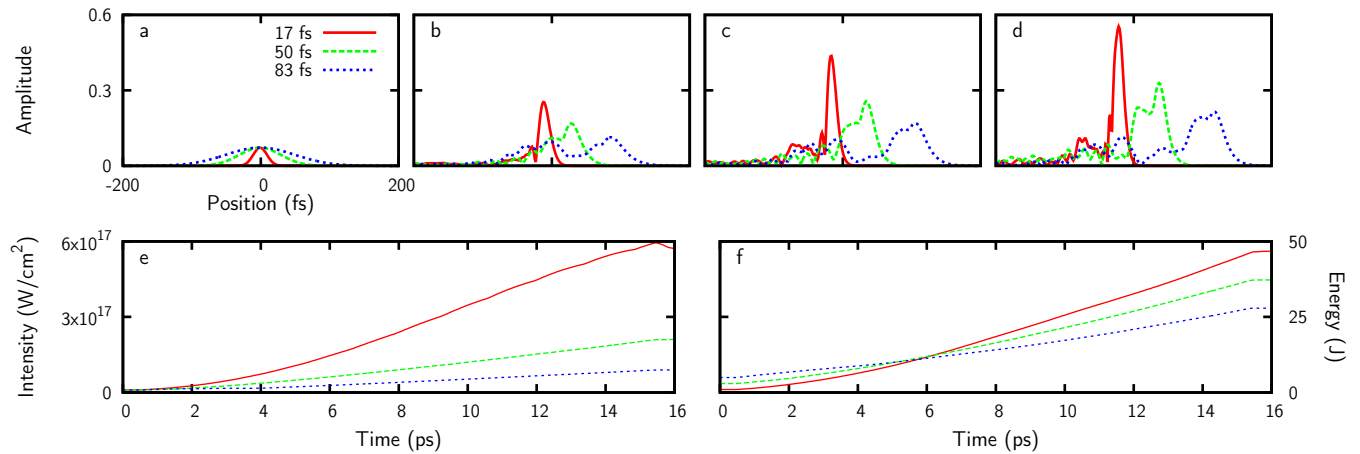 0.6
0.3
0
Amplitude
a
17 fs
50 fs
83 fs
b
c
d
-200
0
200
Position (fs)
6x10^17
3x10^17
0
Intensity (W/cm^2)
e
0 2 4 6 8 10 12 14 16
Time (ps)
f
50
25
0
Energy (J)
0 2 4 6 8 10 12 14 16
Time (ps)